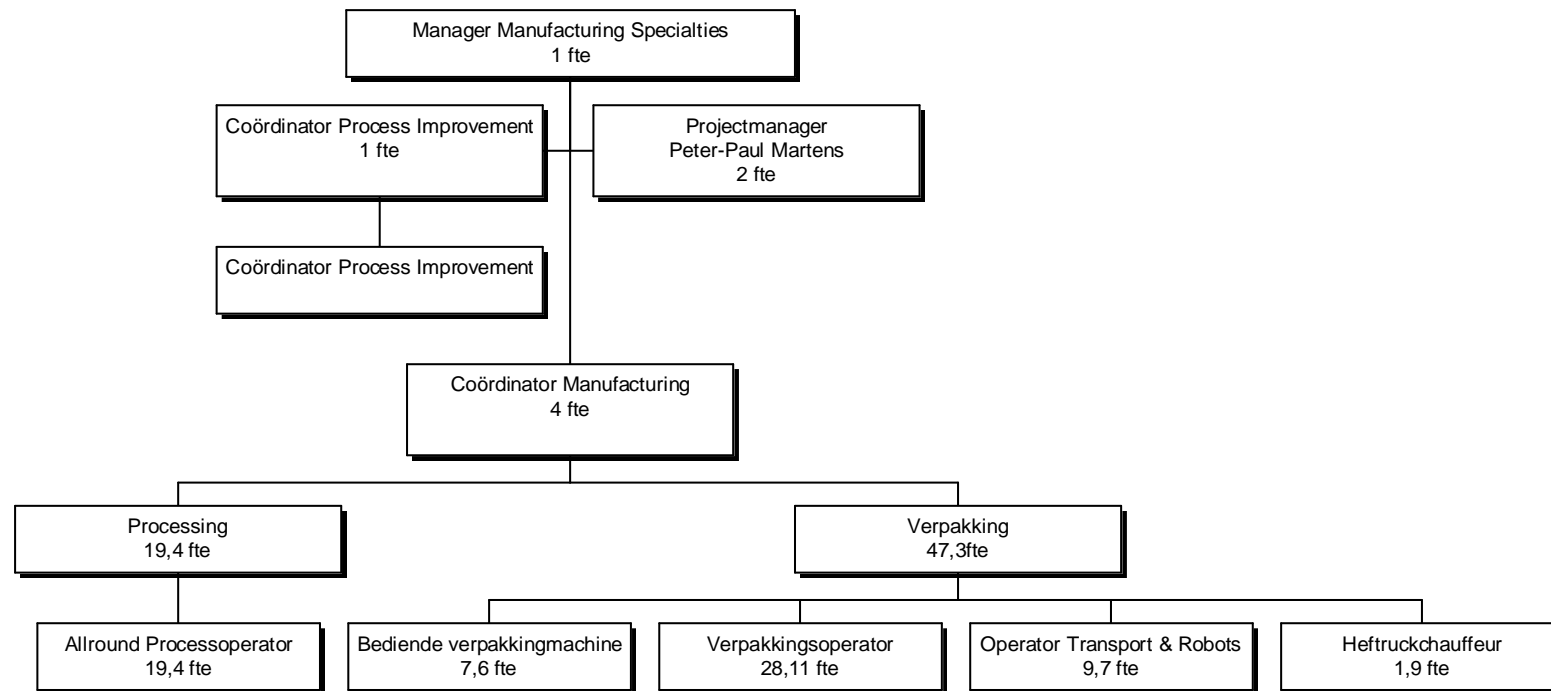 Manager Manufacturing Specialties
1 fte
Coördinator Process Improvement
1 fte
Projectmanager
Peter-Paul Martens
2 fte
Coördinator Process Improvement
Coördinator Manufacturing
4 fte
Processing
19,4 fte
Verpakking
47,3fte
Allround Processoperator
19,4 fte
Bediende verpakkingmachine
7,6 fte
Verpakkingsoperator
28,11 fte
Operator Transport & Robots
9,7 fte
Heftruckchauffeur
1,9 fte